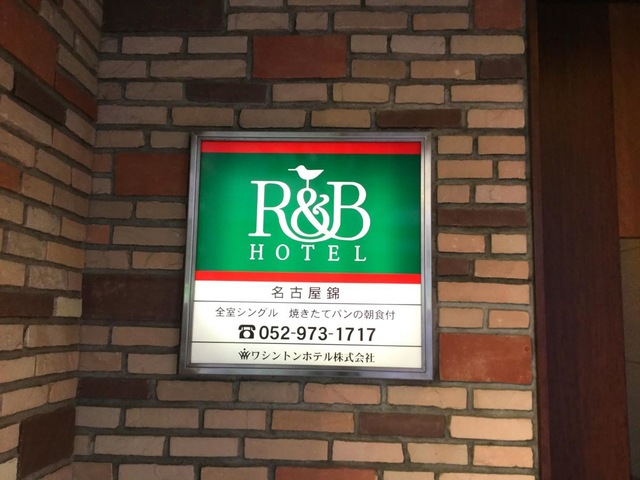 R&B
HOTEL
名古屋錦
全室シングル 焼きたてパンの朝食付
☎052-973-1717
ワシントンホテル株式会社